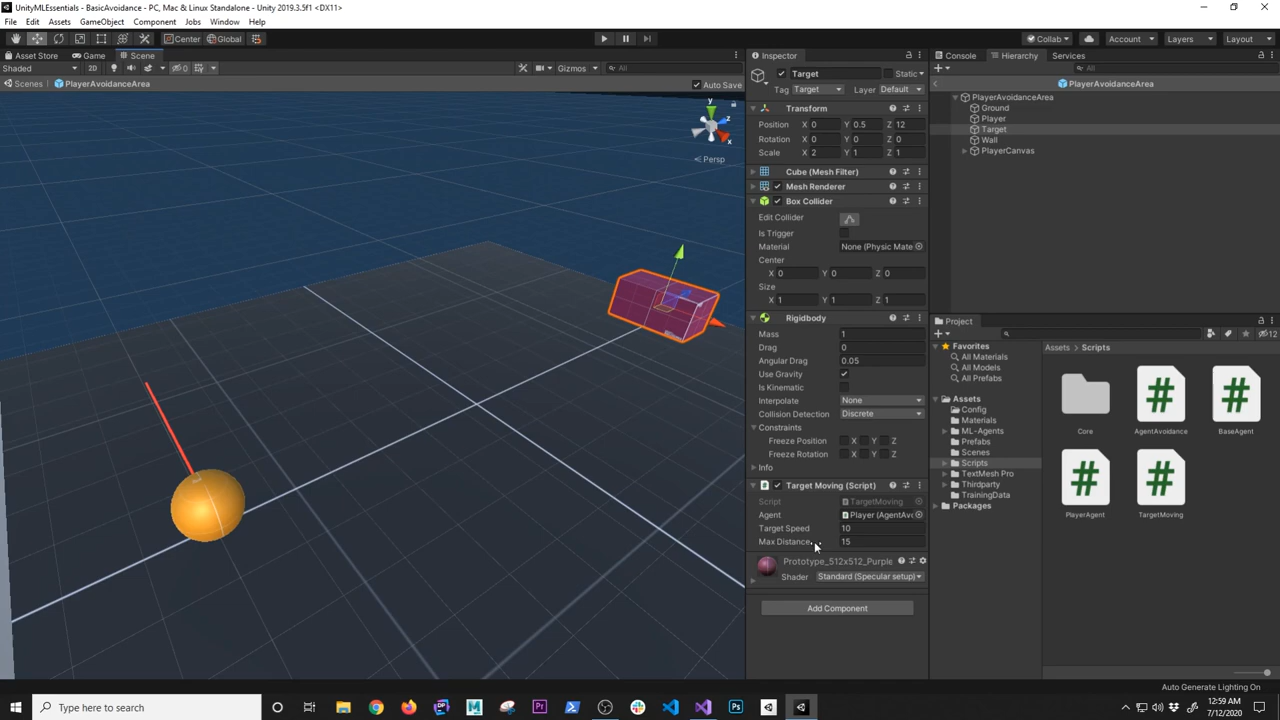 UnityMLEssentials - BasicAvoidance - PC, Mac & Linux Standalone - Unity 2019.3.5f1 <DX11>
File Edit Assets GameObject Component Jobs Window Help
Center Global
Collab Account Layers Layout
Asset Store Game Scene
Shaded 2D 0 Gizmos All
Scenes PlayerAvoidanceArea Auto Save
y
z
x
Persp
Inspector
Target Static
Tag Target Layer Default
Transform
Position X 0 Y 0.5 Z 12
Rotation X 0 Y 0 Z 0
Scale X 2 Y 1 Z 1
Cube (Mesh Filter)
Mesh Renderer
Box Collider
Edit Collider
Is Trigger
Material None (Physic Mate
Center
X 0 Y 0 Z 0
Size
X 1 Y 1 Z 1
Rigidbody
Mass 1
Drag 0
Angular Drag 0.05
Use Gravity
Is Kinematic
Interpolate None
Collision Detection Discrete
Constraints
Freeze Position X Y Z
Freeze Rotation X Y Z
Info
Target Moving (Script)
Script TargetMoving
Agent Player (AgentAvo
Target Speed 10
Max Distance 15
Prototype_512x512_Purple
Shader Standard (Specular setup)
Add Component
Console Hierarchy Services
All
PlayerAvoidanceArea
PlayerAvoidanceArea
Ground
Player
Target
Wall
PlayerCanvas
Project
12
Favorites
All Materials
All Models
All Prefabs
Assets
Config
Materials
ML-Agents
Prefabs
Scenes
Scripts
TextMesh Pro
Thirdparty
TrainingData
Packages
Assets > Scripts
Core AgentAvoidance BaseAgent
PlayerAgent TargetMoving
Auto Generate Lighting On
Type here to search
12:59 AM
7/12/2020